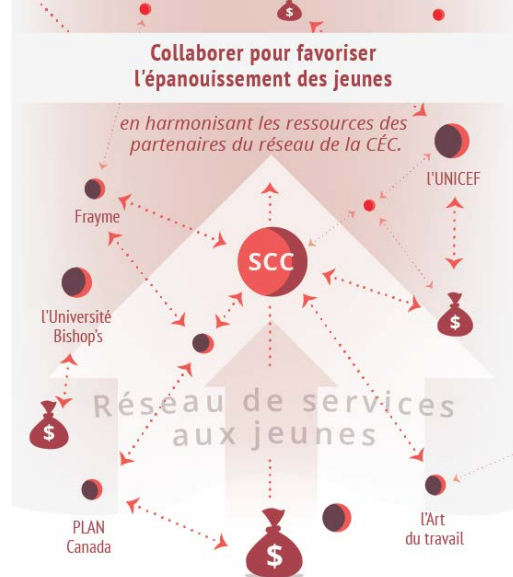 $
Collaborer pour favoriser
l'épanouissement des jeunes
en harmonisant les ressources des
partenaires du réseau de la CÉC.
l'UNICEF
Frayme
SCC
l'Université
Bishop's
$
Réseau de services
aux jeunes
$
PLAN
Canada
$
l'Art
du travail